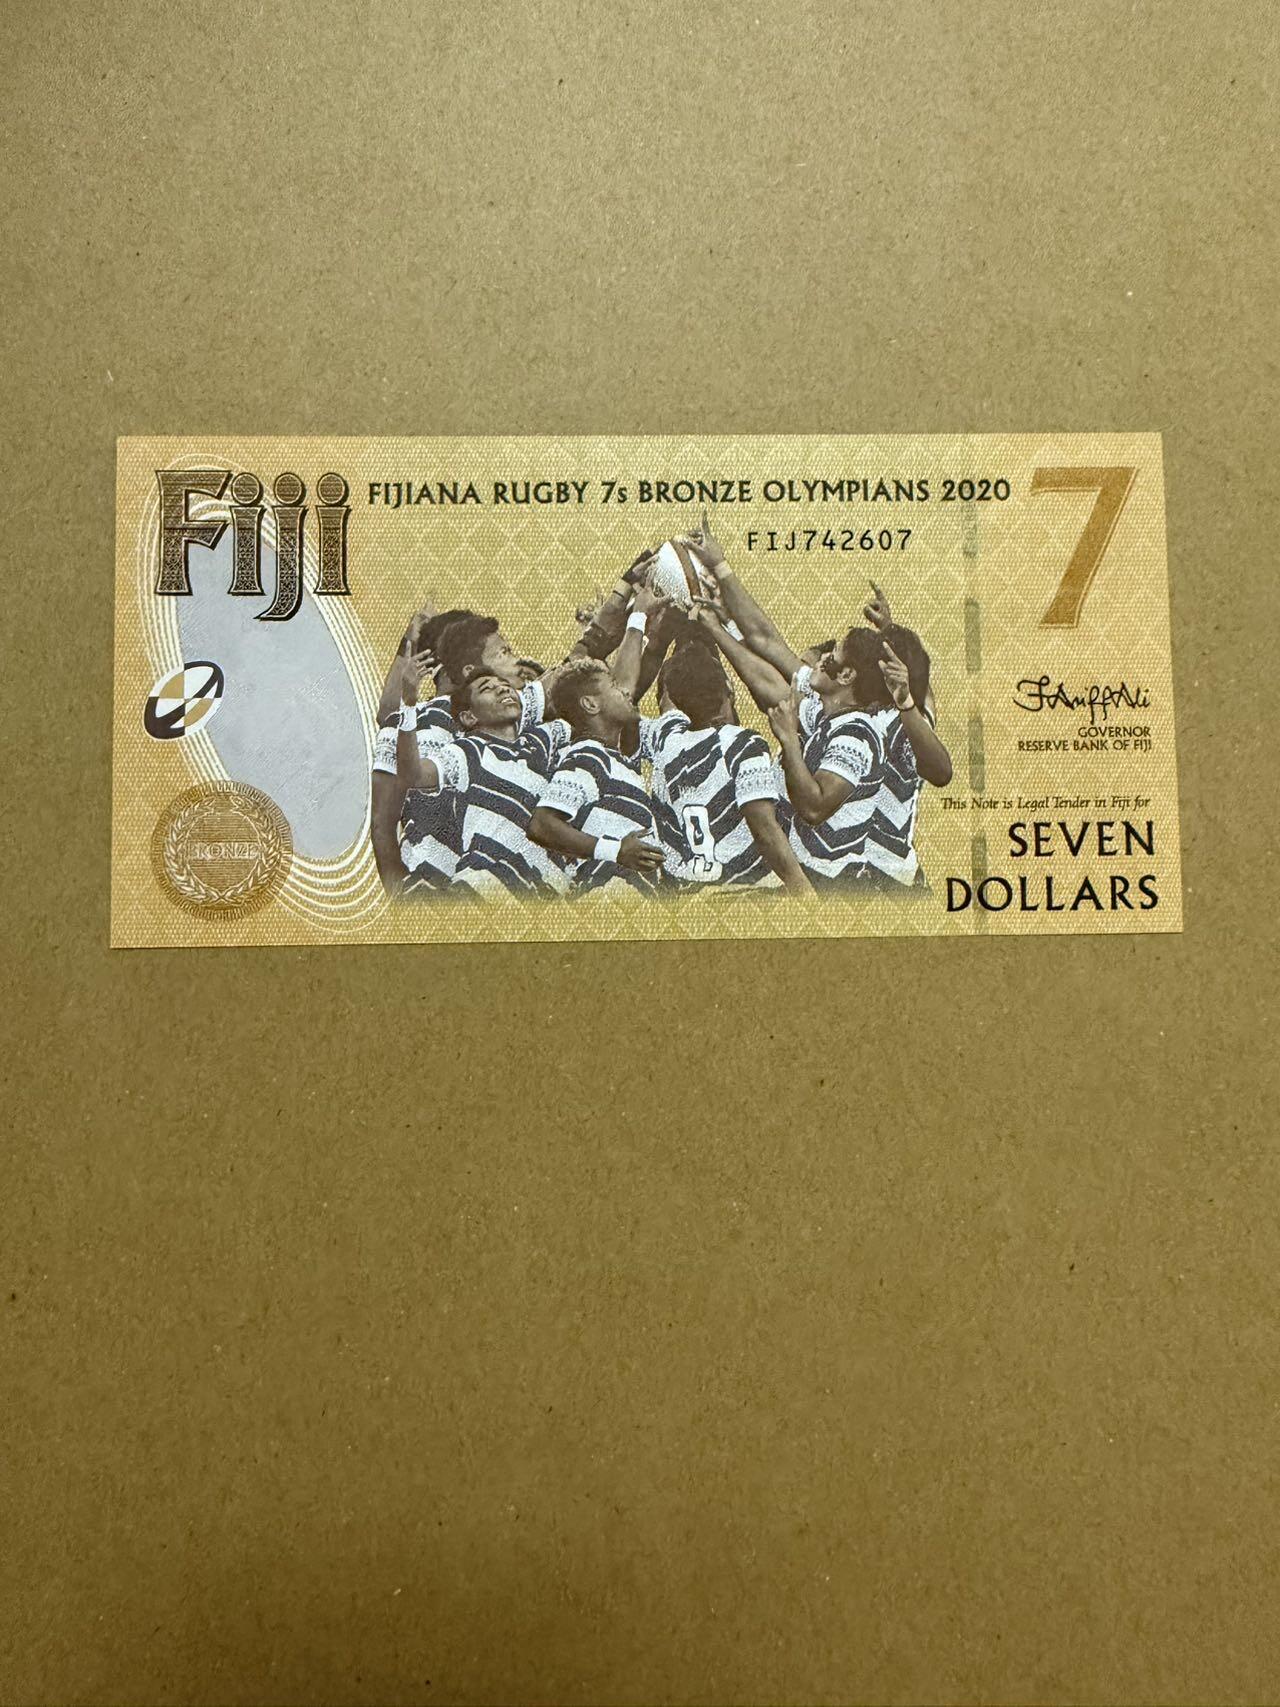 Fiji
FIJIANA RUGBY 7s BRONZE OLYMPIANS 2020
7
FIJ742607
GOVERNOR
RESERVE BANK OF FIJI
This Note is Legal Tender in Fiji for
SEVEN
DOLLARS
BRONZE
9